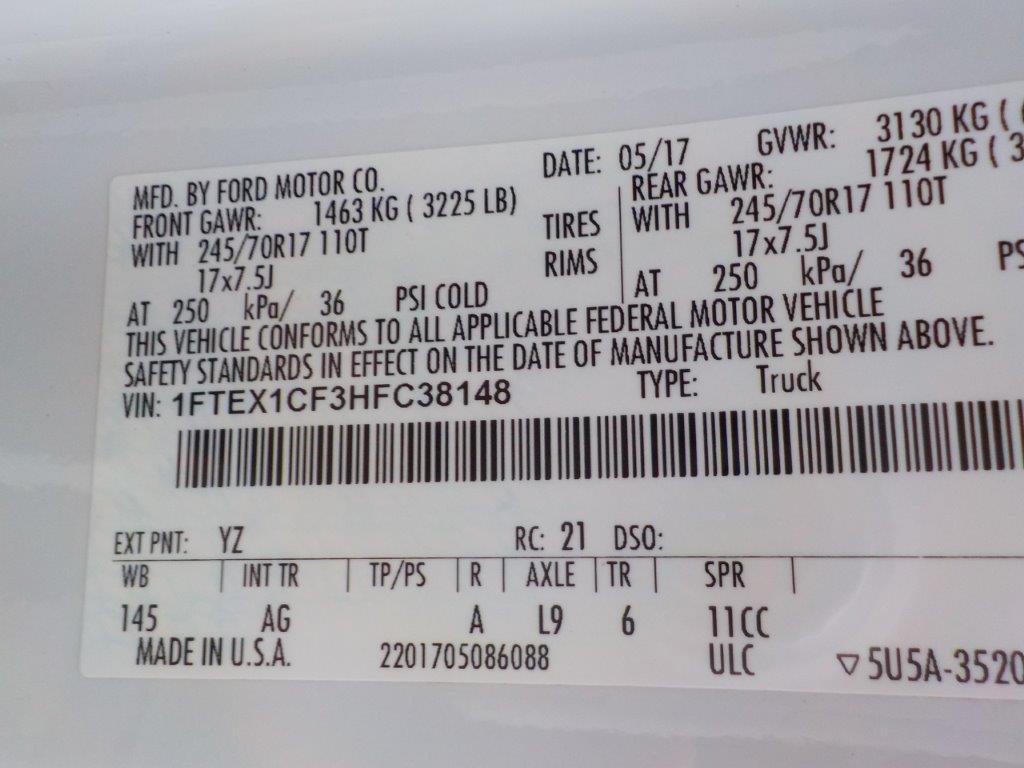 MFD. BY FORD MOTOR CO. DATE: 05/17 GVWR: 3130 KG (
FRONT GAWR: 1463 KG ( 3225 LB) REAR GAWR: 1724 KG ( 3
WITH 245/70R17 110T TIRES WITH 245/70R17 110T
17x7.5J RIMS 17x7.5J
AT 250 kPa/ 36 PSI COLD AT 250 kPa/ 36 PS
THIS VEHICLE CONFORMS TO ALL APPLICABLE FEDERAL MOTOR VEHICLE
SAFETY STANDARDS IN EFFECT ON THE DATE OF MANUFACTURE SHOWN ABOVE.
VIN: 1FTEX1CF3HFC38148 TYPE: Truck
EXT PNT: YZ RC: 21 DSO:
WB INT TR TP/PS R AXLE TR SPR
145 AG A L9 6 11CC
MADE IN U.S.A. 2201705086088 ULC ▽5U5A-3520